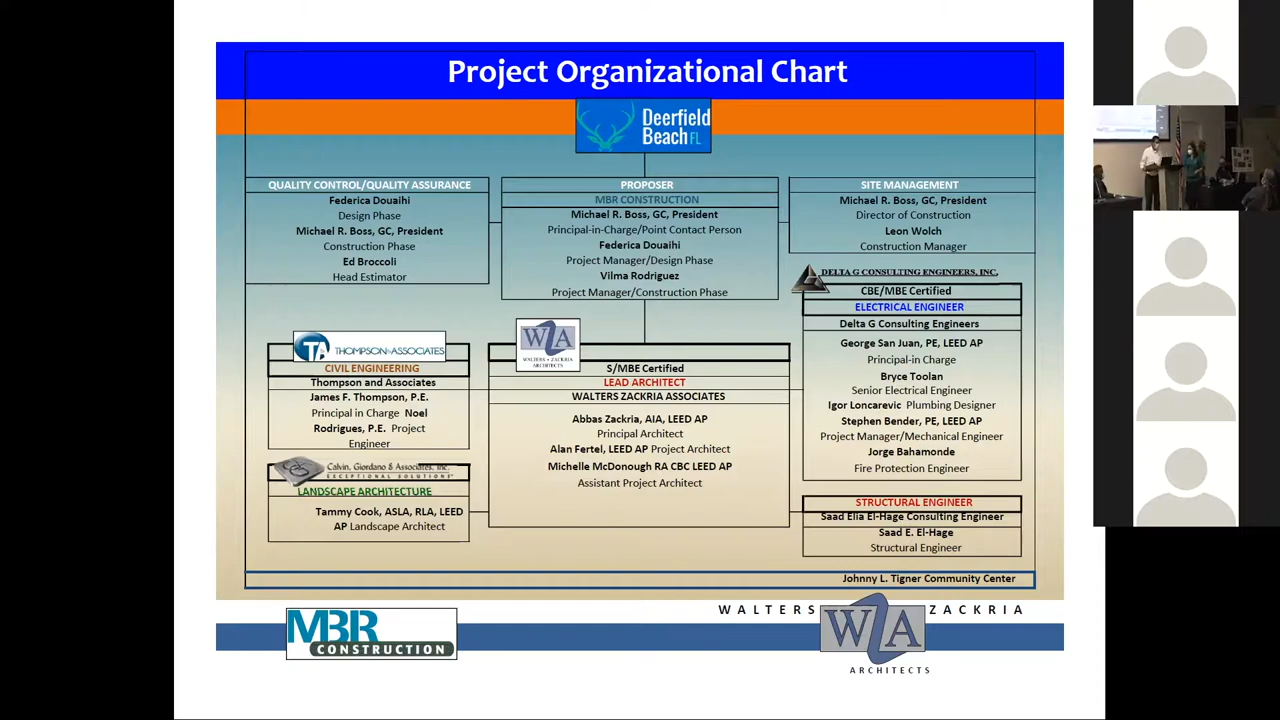 Project Organizational Chart
Deerfield
Beach FL
QUALITY CONTROL/QUALITY ASSURANCE
Federica Douaihi
Design Phase
Michael R. Boss, GC, President
Construction Phase
Ed Broccoli
Head Estimator
PROPOSER
MBR CONSTRUCTION
Michael R. Boss, GC, President
Principal-in-Charge/Point Contact Person
Federica Douaihi
Project Manager/Design Phase
Vilma Rodriguez
Project Manager/Construction Phase
SITE MANAGEMENT
Michael R. Boss, GC, President
Director of Construction
Leon Wolch
Construction Manager
TA THOMPSON & ASSOCIATES
CIVIL ENGINEERING
Thompson and Associates
James F. Thompson, P.E.
Principal in Charge Noel
Rodrigues, P.E. Project
Engineer
Calvin, Giordano & Associates, Inc.
EXCEPTIONAL SOLUTIONS
LANDSCAPE ARCHITECTURE
Tammy Cook, ASLA, RLA, LEED
AP Landscape Architect
WZA
WALTERS • ZACKRIA
ARCHITECTS
S/MBE Certified
LEAD ARCHITECT
WALTERS ZACKRIA ASSOCIATES
Abbas Zackria, AIA, LEED AP
Principal Architect
Alan Fertel, LEED AP Project Architect
Michelle McDonough RA CBC LEED AP
Assistant Project Architect
DELTA G CONSULTING ENGINEERS, INC.
CBE/MBE Certified
ELECTRICAL ENGINEER
Delta G Consulting Engineers
George San Juan, PE, LEED AP
Principal-in Charge
Bryce Toolan
Senior Electrical Engineer
Igor Loncarevic Plumbing Designer
Stephen Bender, PE, LEED AP
Project Manager/Mechanical Engineer
Jorge Bahamonde
Fire Protection Engineer
STRUCTURAL ENGINEER
Saad Elia El-Hage Consulting Engineer
Saad E. El-Hage
Structural Engineer
Johnny L. Tigner Community Center
MBR
CONSTRUCTION
WALTERS ZACKRIA
WZA
ARCHITECTS